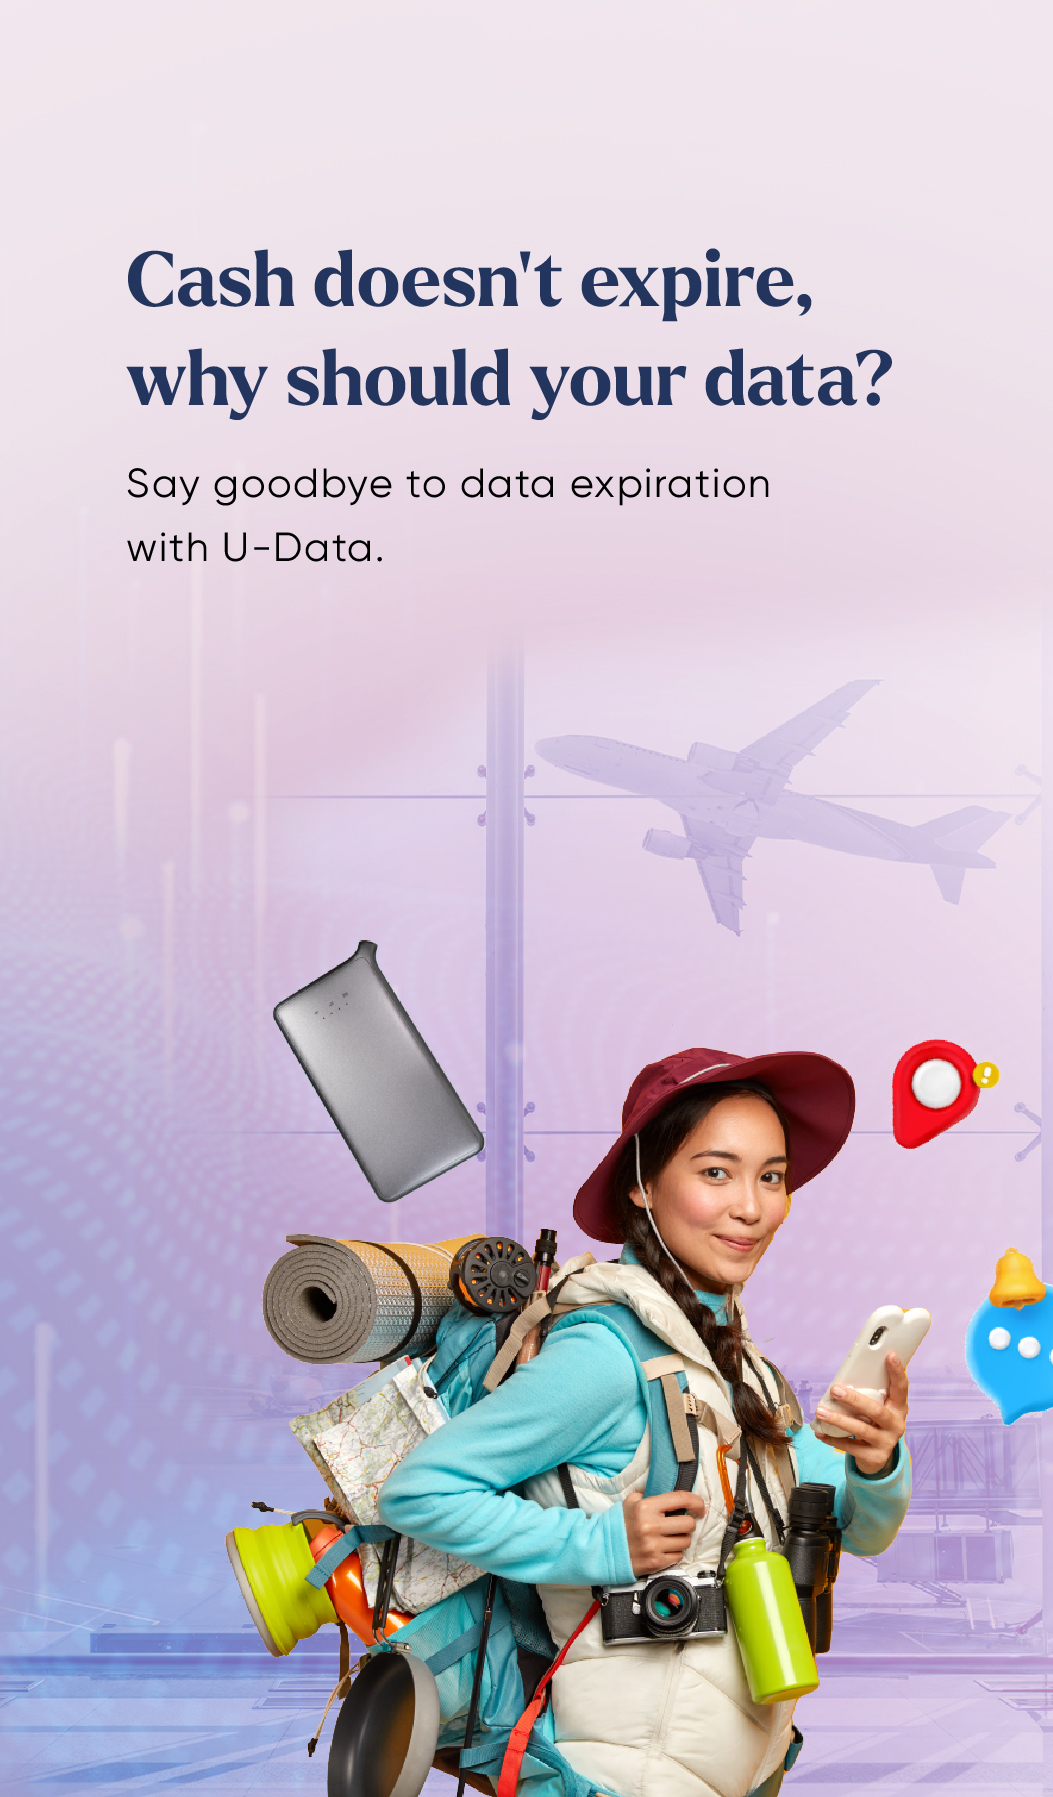 Cash doesn't expire,
why should your data?
Say goodbye to data expiration
with U-Data.